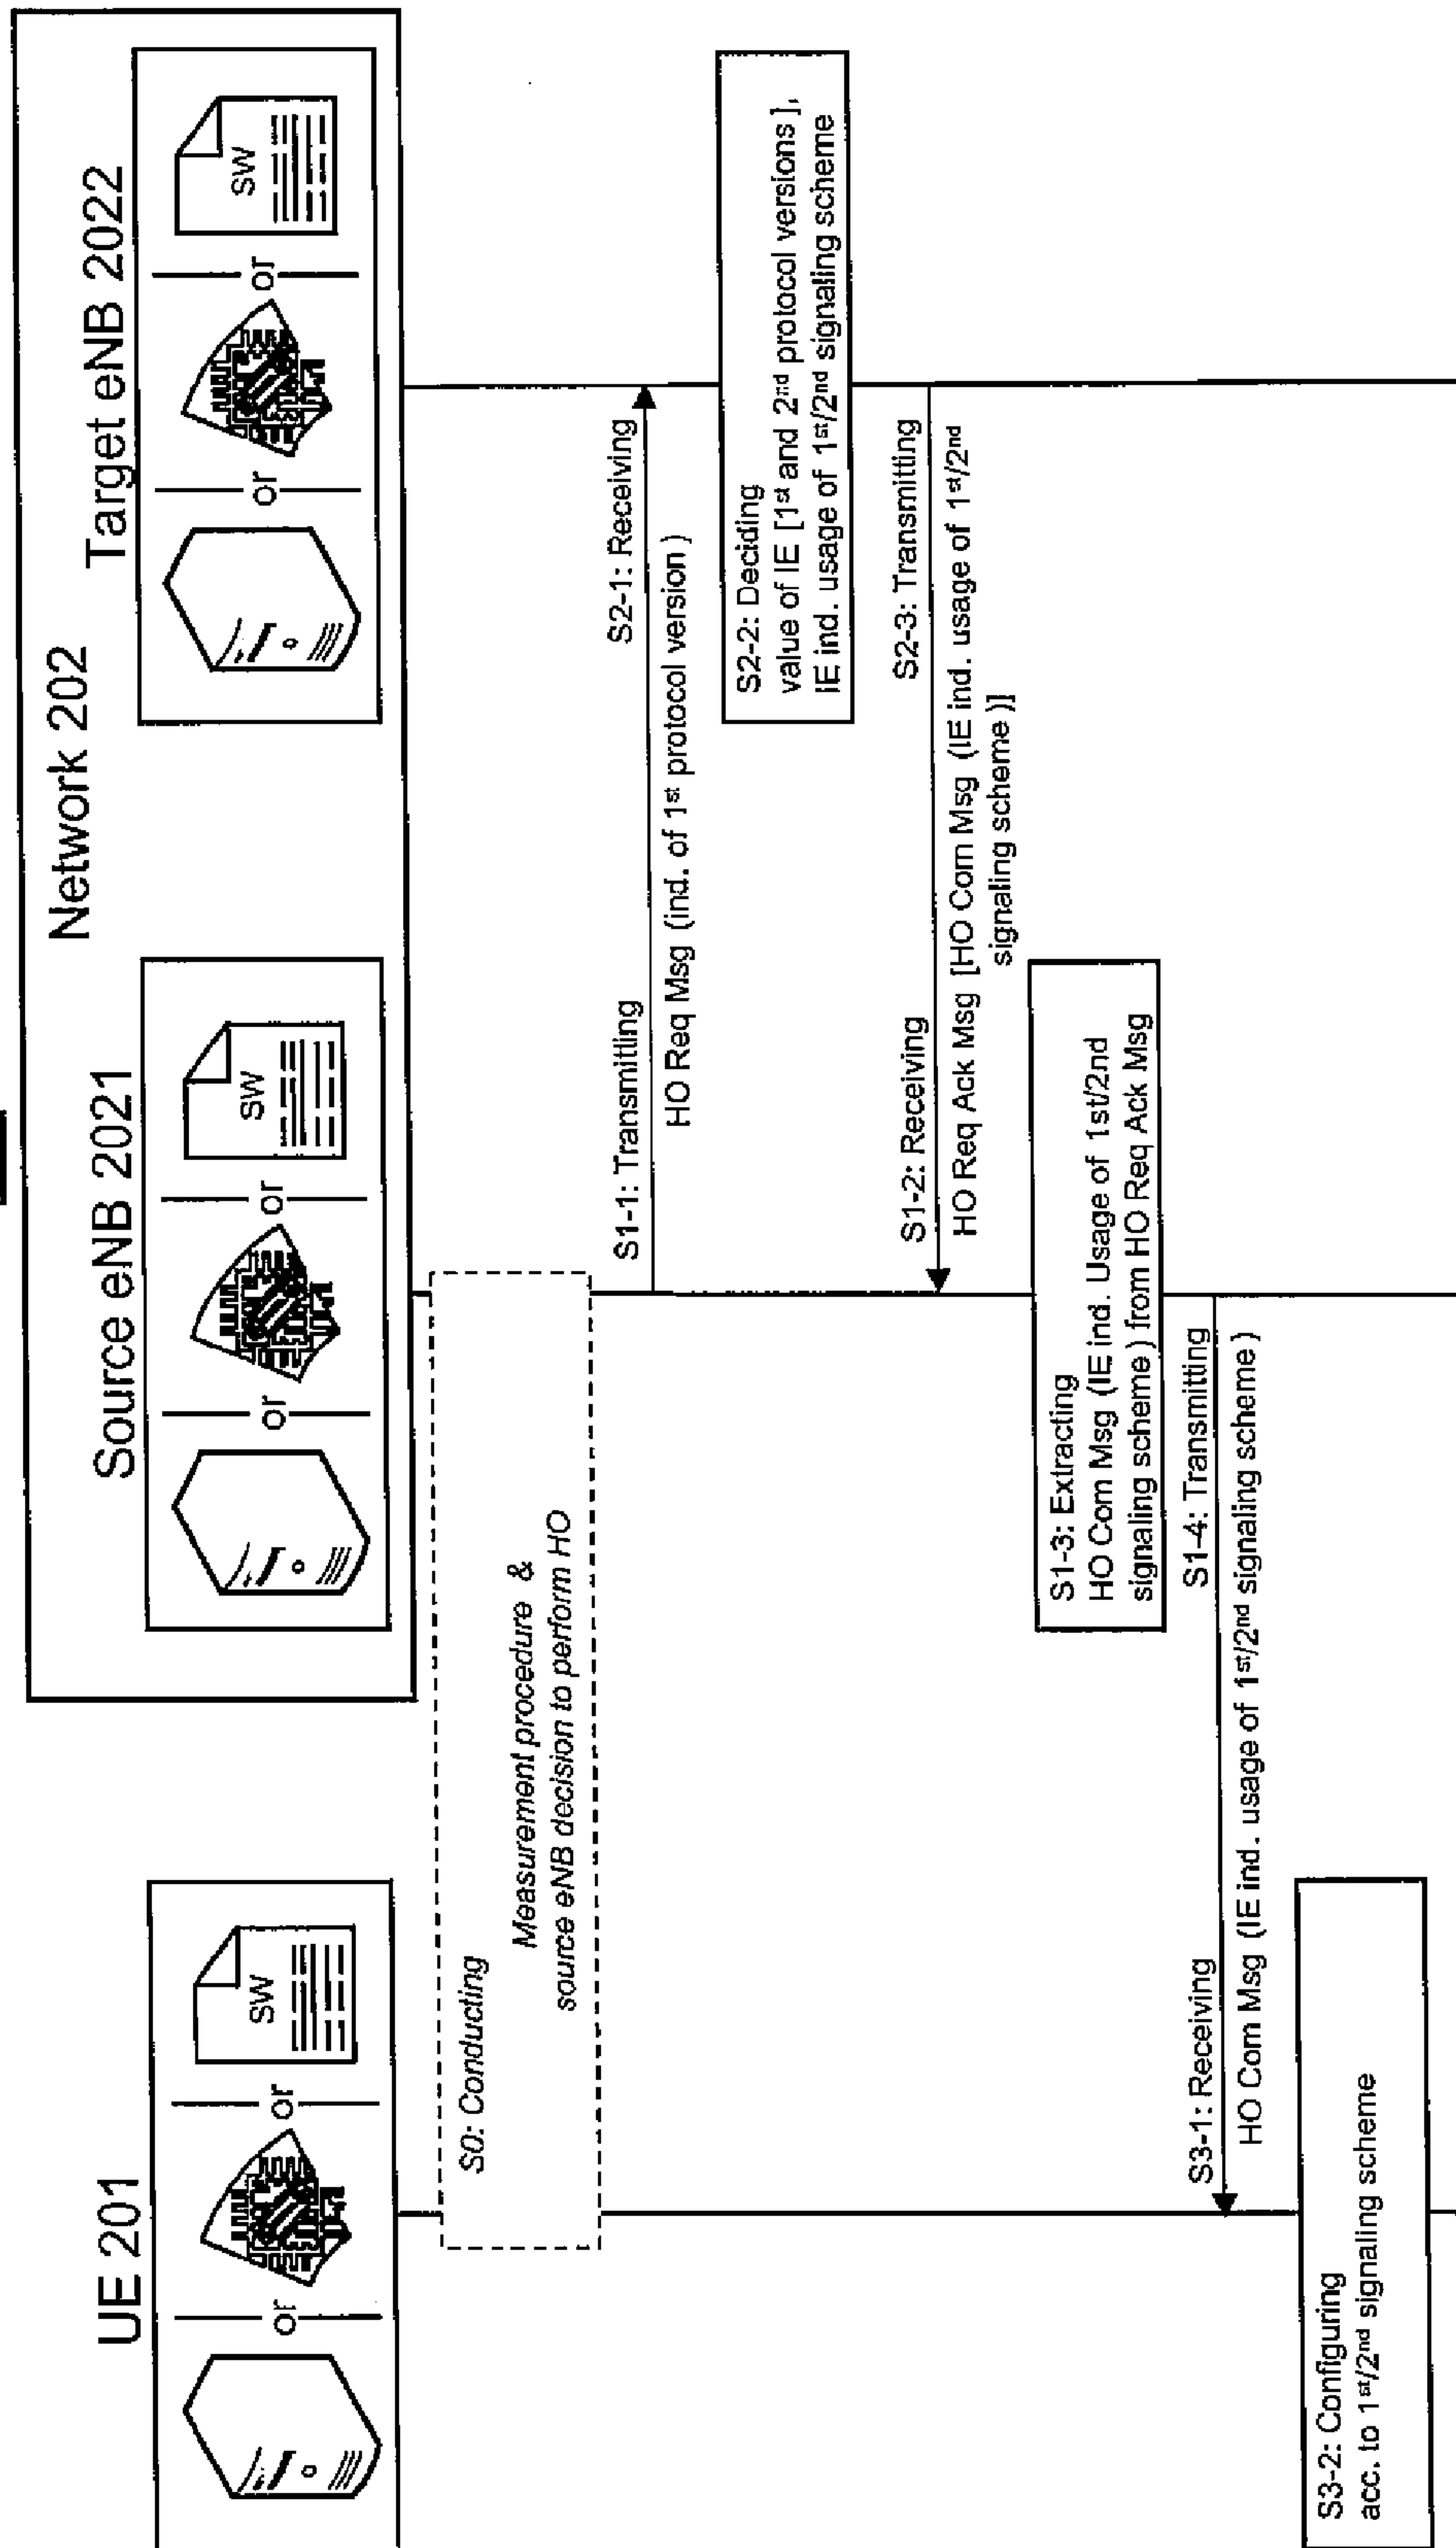 Network 202
UE 201
Source eNB 2021
Target eNB 2022
or
or
SW
or
or
SW
or
or
SW
S0: Conducting
Measurement procedure &
source eNB decision to perform HO
S1-1: Transmitting
S2-1: Receiving
HO Req Msg (ind. of 1st protocol version)
S2-2: Deciding
value of IE [1st and 2nd protocol versions],
IE ind. usage of 1st/2nd signaling scheme
S1-2: Receiving
S2-3: Transmitting
HO Req Ack Msg [HO Com Msg (IE ind. usage of 1st/2nd
signaling scheme)]
S1-3: Extracting
HO Com Msg (IE ind. Usage of 1st/2nd
signaling scheme) from HO Req Ack Msg
S3-1: Receiving
S1-4: Transmitting
HO Com Msg (IE ind. usage of 1st/2nd signaling scheme)
S3-2: Configuring
acc. to 1st/2nd signaling scheme